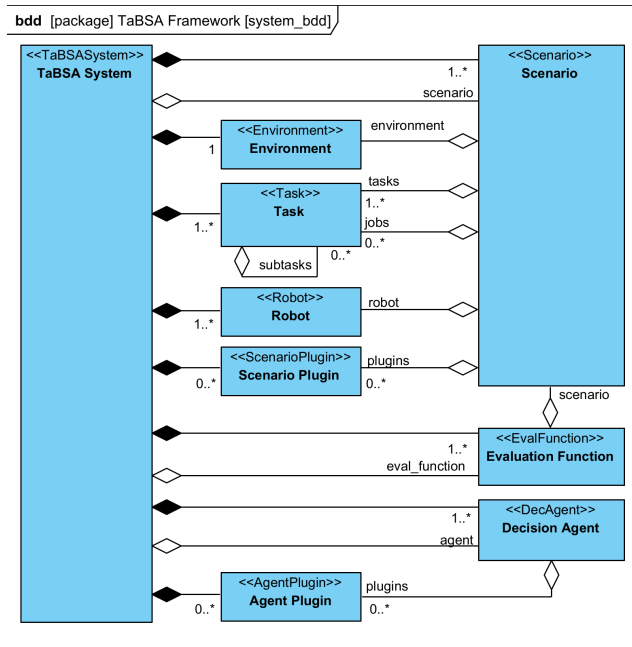 bdd [package] TaBSA Framework [system_bdd]
<<TaBSASystem>>
TaBSA System
<<Scenario>>
Scenario
1..*
scenario
<<Environment>>
Environment
environment
1
<<Task>>
Task
tasks
1..*
jobs
1..*
0..*
0..*
subtasks
<<Robot>>
Robot
robot
1..*
<<ScenarioPlugin>>
Scenario Plugin
plugins
0..*
0..*
scenario
<<EvalFunction>>
Evaluation Function
1..*
eval_function
<<DecAgent>>
Decision Agent
1..*
agent
<<AgentPlugin>>
Agent Plugin
plugins
0..*
0..*